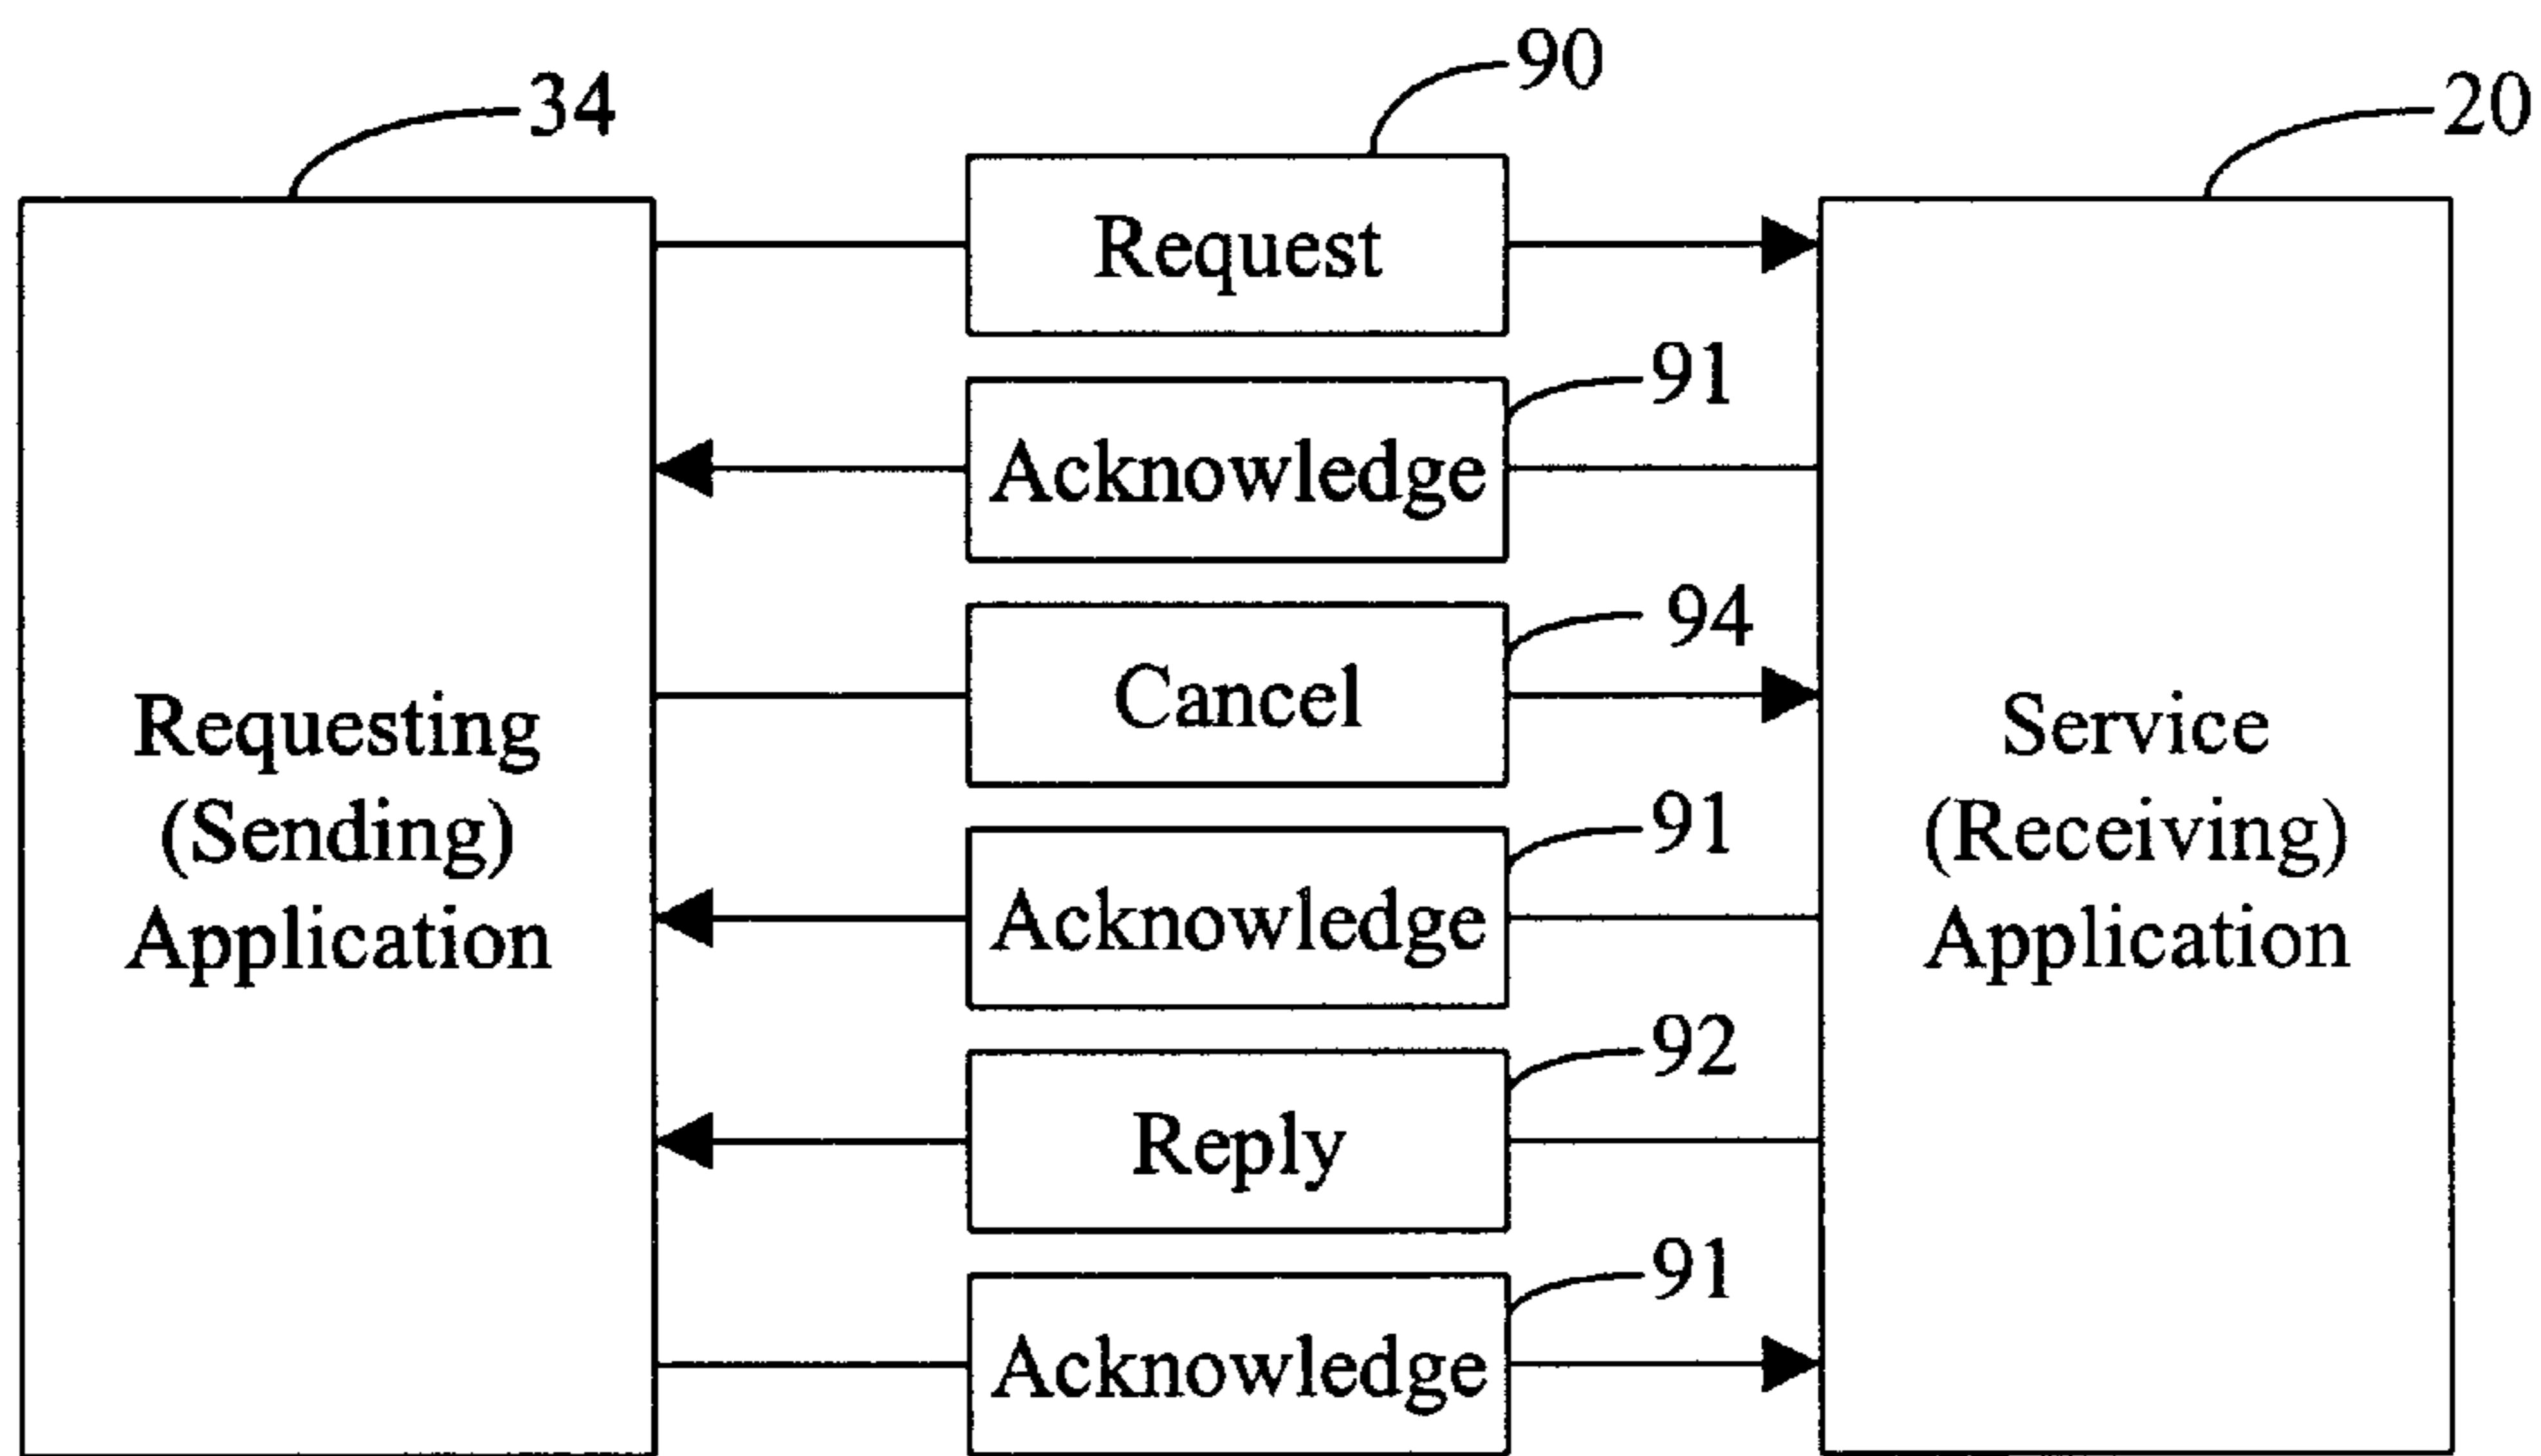 90
34
20
Request
91
Acknowledge
94
Cancel
Requesting
(Sending)
Application
Service
(Receiving)
Application
91
Acknowledge
92
Reply
91
Acknowledge